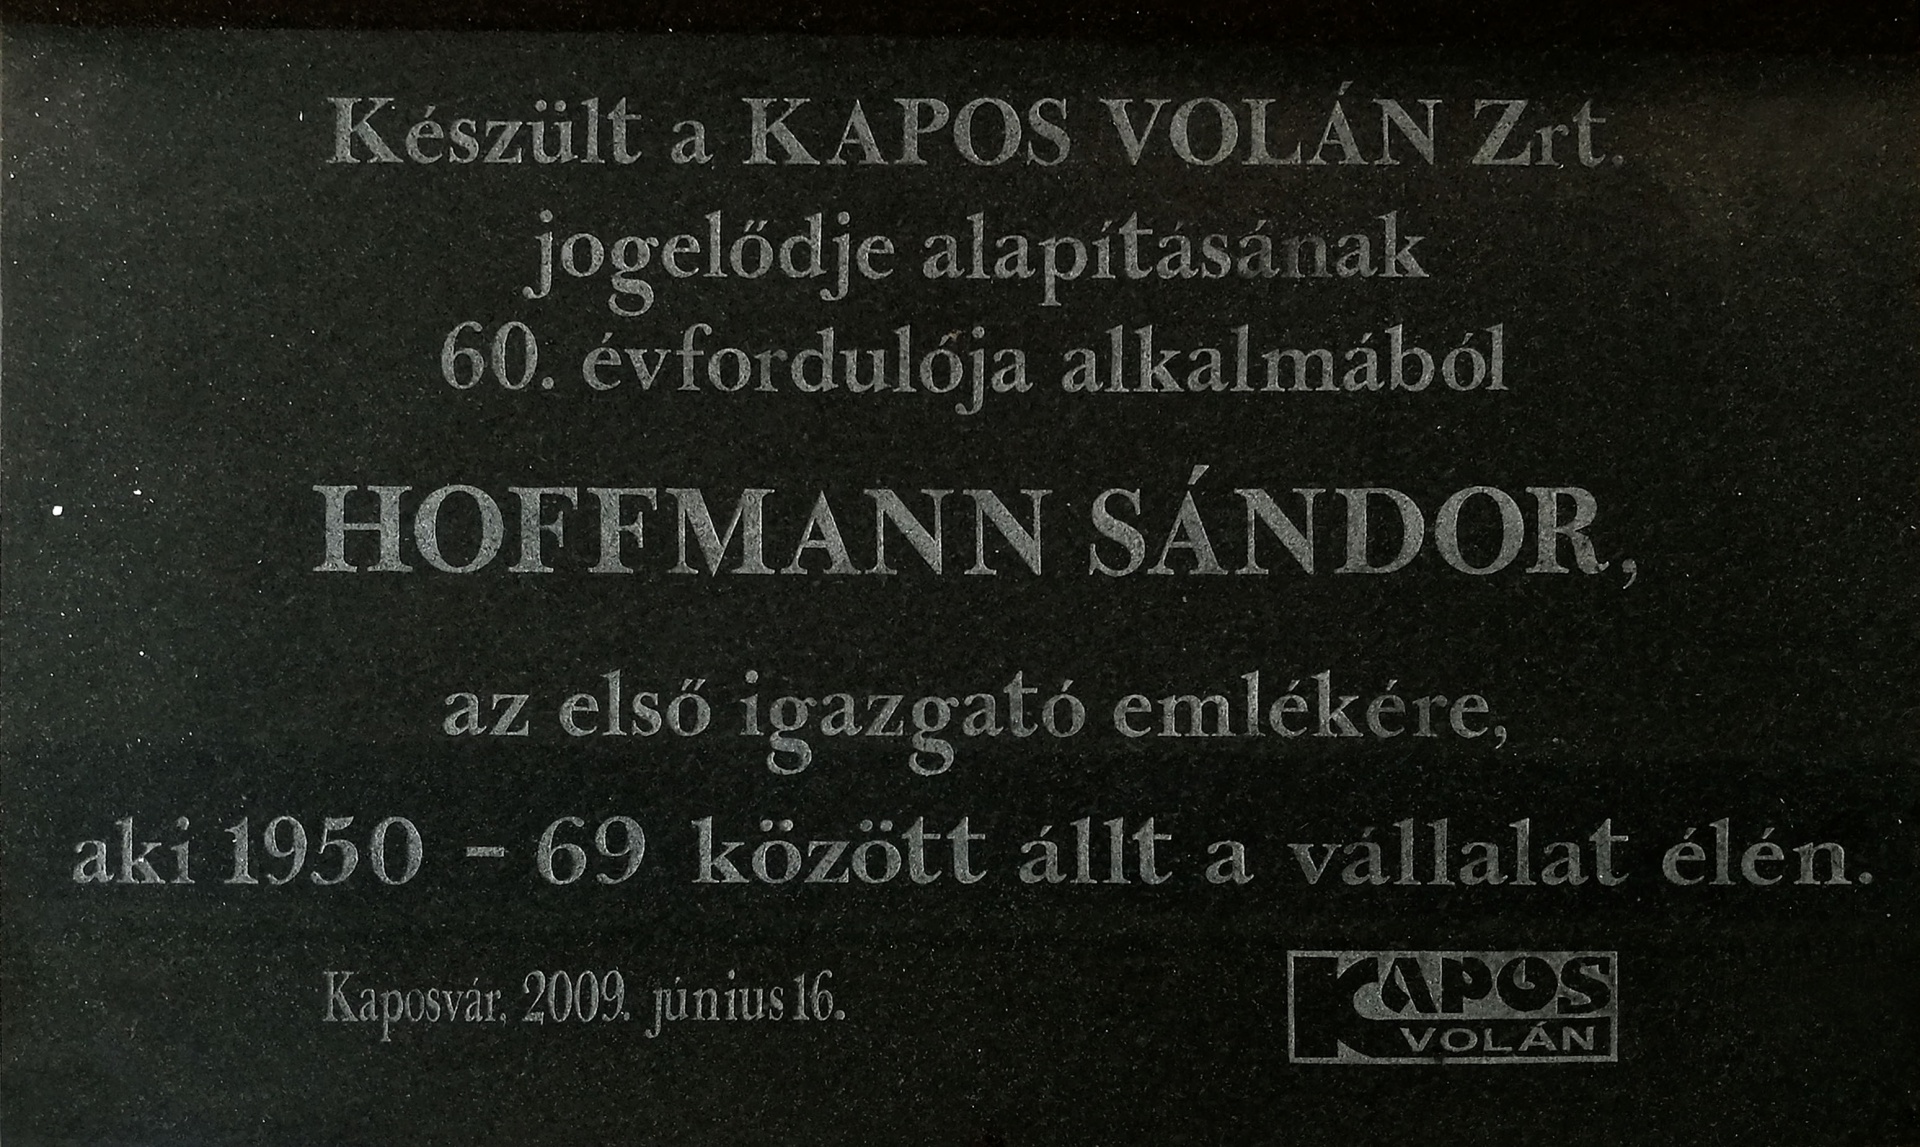 Készült a KAPOS VOLÁN Zrt.
jogelődje alapításának
60. évfordulója alkalmából
HOFFMANN SÁNDOR,
az első igazgató emlékére,
aki 1950 - 69 között állt a vállalat élén.
Kaposvár, 2009. június 16.
KAPOS
VOLÁN